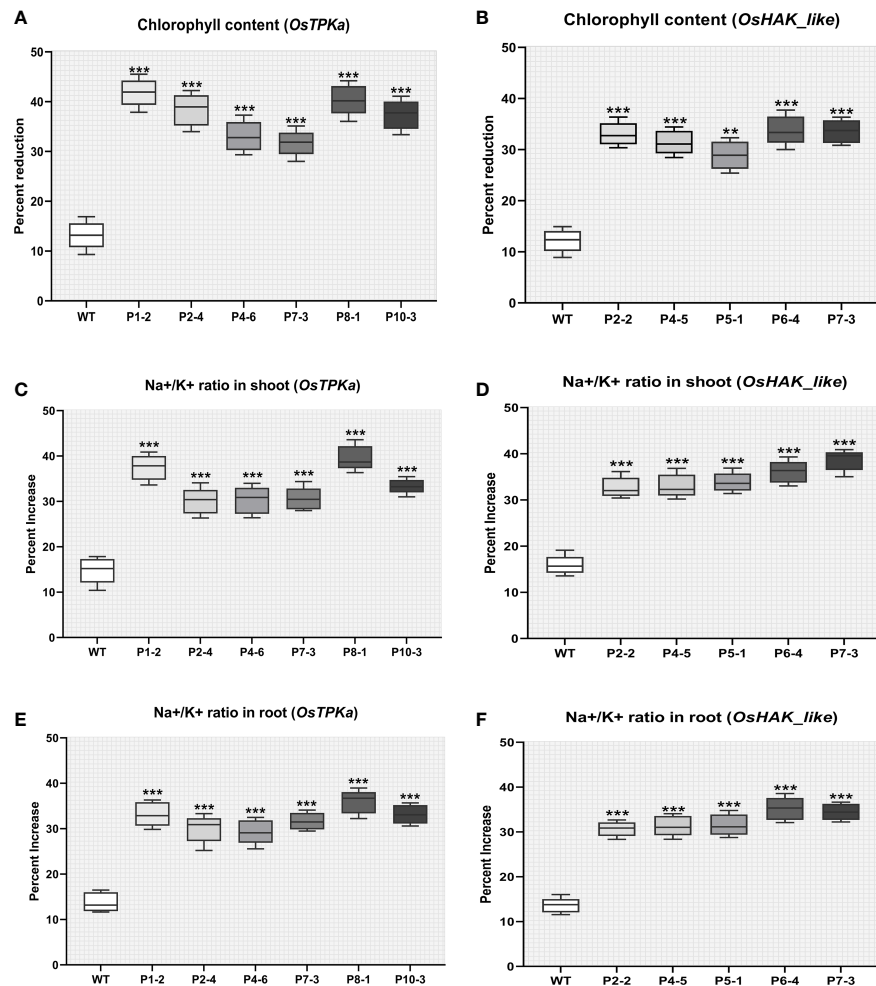 A
Chlorophyll content (OsTPKa)
Percent reduction
50
40
30
20
10
0
***
***
***
***
***
***
WT P1-2 P2-4 P4-6 P7-3 P8-1 P10-3
B
Chlorophyll content (OsHAK_like)
Percent reduction
50
40
30
20
10
0
***
***
**
***
***
WT P2-2 P4-5 P5-1 P6-4 P7-3
C
Na+/K+ ratio in shoot (OsTPKa)
Percent Increase
50
40
30
20
10
0
***
***
***
***
***
***
WT P1-2 P2-4 P4-6 P7-3 P8-1 P10-3
D
Na+/K+ ratio in shoot (OsHAK_like)
Percent Increase
50
40
30
20
10
0
***
***
***
***
***
WT P2-2 P4-5 P5-1 P6-4 P7-3
E
Na+/K+ ratio in root (OsTPKa)
Percent Increase
50
40
30
20
10
0
***
***
***
***
***
***
WT P1-2 P2-4 P4-6 P7-3 P8-1 P10-3
F
Na+/K+ ratio in root (OsHAK_like)
Percent Increase
50
40
30
20
10
0
***
***
***
***
***
WT P2-2 P4-5 P5-1 P6-4 P7-3